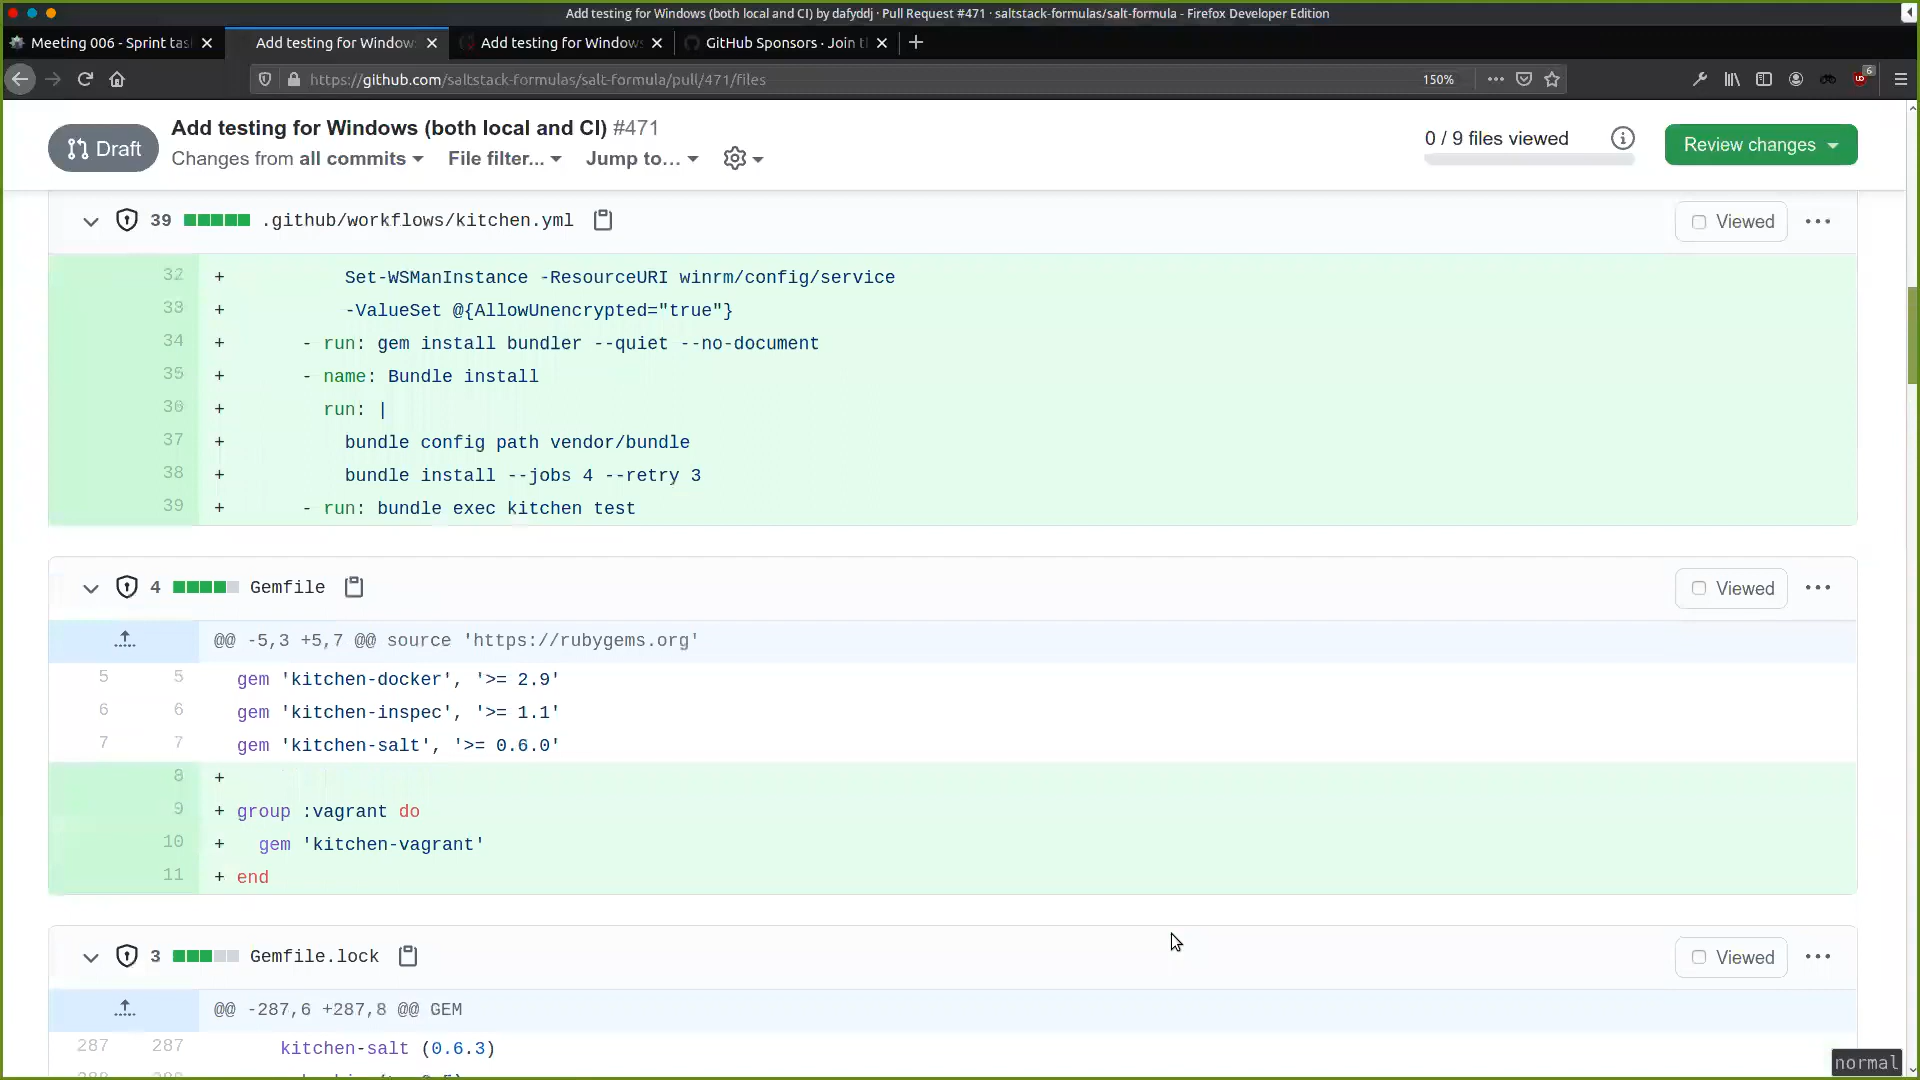 Add testing for Windows (both local and CI) by dafyddj · Pull Request #471 · saltstack-formulas/salt-formula - Firefox Developer Edition
Meeting 006 - Sprint tas
Add testing for Window
Add testing for Windows
GitHub Sponsors · Join t
https://github.com/saltstack-formulas/salt-formula/pull/471/files
150%
6
Draft
Add testing for Windows (both local and CI) #471
Changes from all commits
File filter...
Jump to...
0 / 9 files viewed
Review changes
39 .github/workflows/kitchen.yml
Viewed
32 + Set-WSManInstance -ResourceURI winrm/config/service
33 + -ValueSet @{AllowUnencrypted="true"}
34 + - run: gem install bundler --quiet --no-document
35 + - name: Bundle install
36 + run: |
37 + bundle config path vendor/bundle
38 + bundle install --jobs 4 --retry 3
39 + - run: bundle exec kitchen test
4 Gemfile
Viewed
@@ -5,3 +5,7 @@ source 'https://rubygems.org'
5 5 gem 'kitchen-docker', '>= 2.9'
6 6 gem 'kitchen-inspec', '>= 1.1'
7 7 gem 'kitchen-salt', '>= 0.6.0'
8 +
9 + group :vagrant do
10 + gem 'kitchen-vagrant'
11 + end
3 Gemfile.lock
Viewed
@@ -287,6 +287,8 @@ GEM
287 287 kitchen-salt (0.6.3)
normal